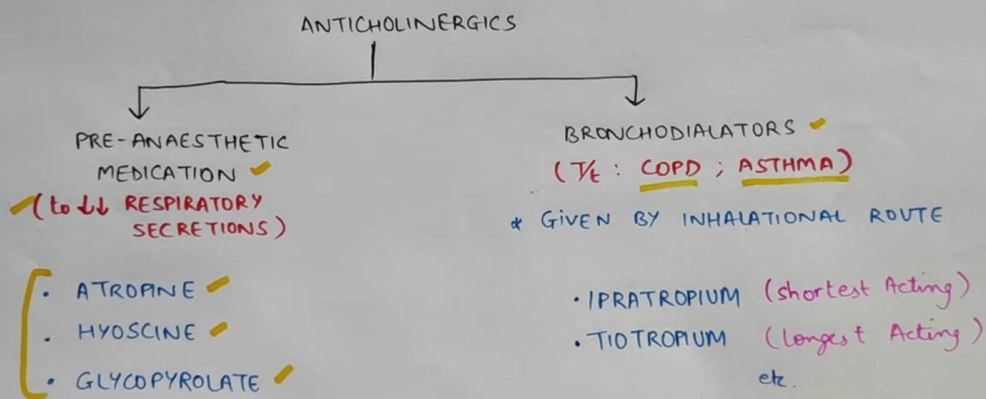 ANTICHOLINERGICS
PRE-ANAESTHETIC
MEDICATION
(to ↓↓ RESPIRATORY
SECRETIONS)
• ATROPINE
• HYOSCINE
• GLYCOPYROLATE
BRONCHODIALATORS
(T/t : COPD ; ASTHMA)
* GIVEN BY INHALATIONAL ROUTE
• IPRATROPIUM (shortest Acting)
• TIOTROPIUM (longest Acting)
etc.